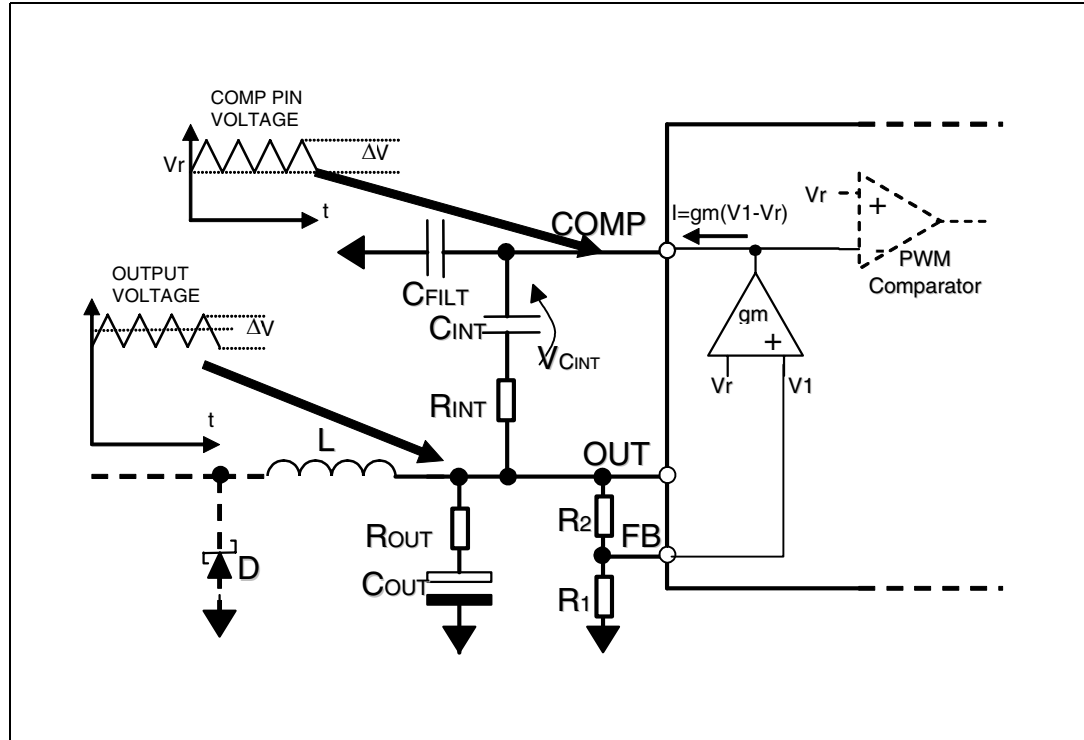 COMP PIN
VOLTAGE
ΔV
Vr
t
COMP
I=gm(V1-Vr)
Vr
+
-
PWM
Comparator
OUTPUT
VOLTAGE
ΔV
t
CFILT
CINT
VCINT
RINT
gm
+
Vr
V1
L
OUT
ROUT
R2
FB
D
COUT
R1